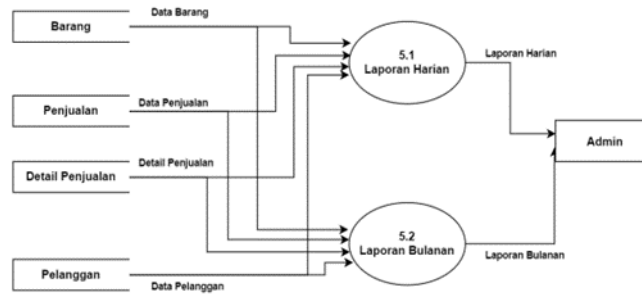 Data Barang
Barang
5.1
Laporan Harian
Laporan Harian
Data Penjualan
Penjualan
Admin
Detail Penjualan
Detail Penjualan
5.2
Laporan Bulanan
Laporan Bulanan
Pelanggan
Data Pelanggan